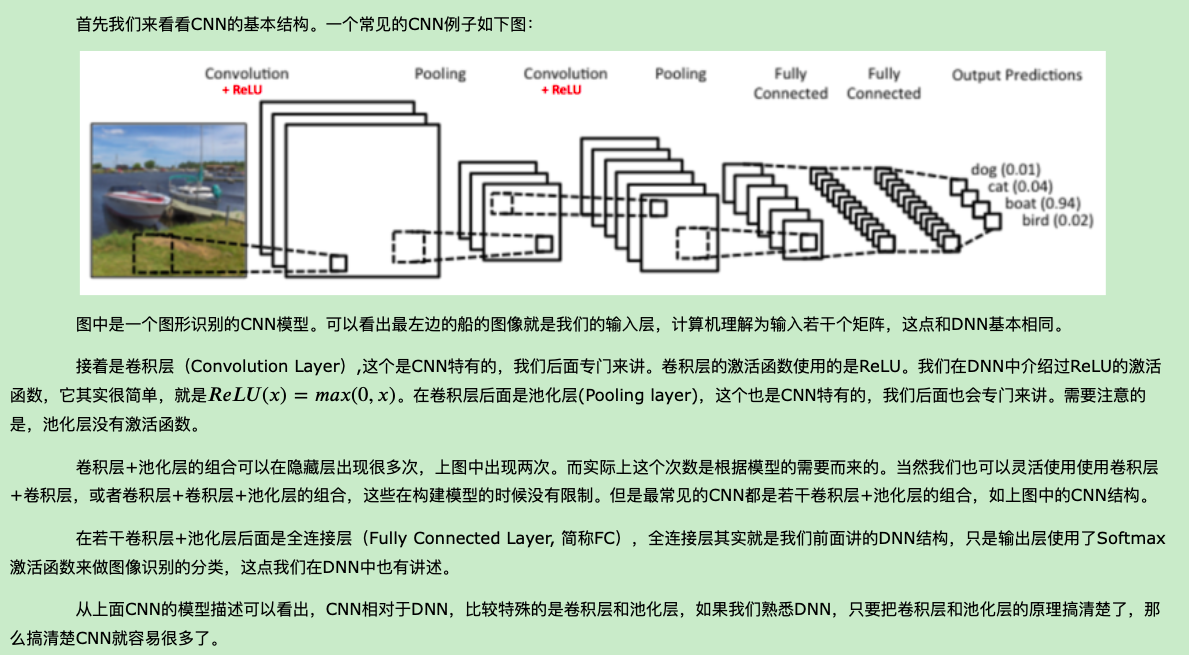 首先我们来看看CNN的基本结构。一个常见的CNN例子如下图：
Convolution
+ ReLU
Pooling
Convolution
+ ReLU
Pooling
Fully
Connected
Fully
Connected
Output Predictions
dog (0.01)
cat (0.04)
boat (0.94)
bird (0.02)
图中是一个图形识别的CNN模型。可以看出最左边的船的图像就是我们的输入层，计算机理解为输入若干个矩阵，这点和DNN基本相同。
接着是卷积层（Convolution Layer）,这个是CNN特有的，我们后面专门来讲。卷积层的激活函数使用的是ReLU。我们在DNN中介绍过ReLU的激活
函数，它其实很简单，就是ReLU(x) = max(0, x)。在卷积层后面是池化层(Pooling layer)，这个也是CNN特有的，我们后面也会专门来讲。需要注意的
是，池化层没有激活函数。
卷积层+池化层的组合可以在隐藏层出现很多次，上图中出现两次。而实际上这个次数是根据模型的需要而来的。当然我们也可以灵活使用使用卷积层
+卷积层，或者卷积层+卷积层+池化层的组合，这些在构建模型的时候没有限制。但是最常见的CNN都是若干卷积层+池化层的组合，如上图中的CNN结构。
在若干卷积层+池化层后面是全连接层（Fully Connected Layer, 简称FC），全连接层其实就是我们前面讲的DNN结构，只是输出层使用了Softmax
激活函数来做图像识别的分类，这点我们在DNN中也有讲述。
从上面CNN的模型描述可以看出，CNN相对于DNN，比较特殊的是卷积层和池化层，如果我们熟悉DNN，只要把卷积层和池化层的原理搞清楚了，那
么搞清楚CNN就容易很多了。